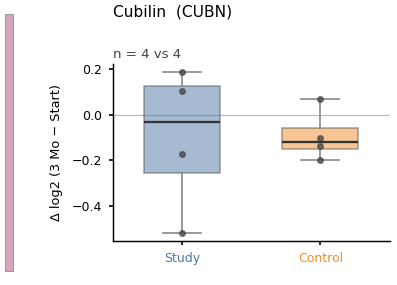 Cubilin (CUBN)
n = 4 vs 4
Δ log2 (3 Mo − Start)
0.2
0.0
−0.2
−0.4
Study
Control